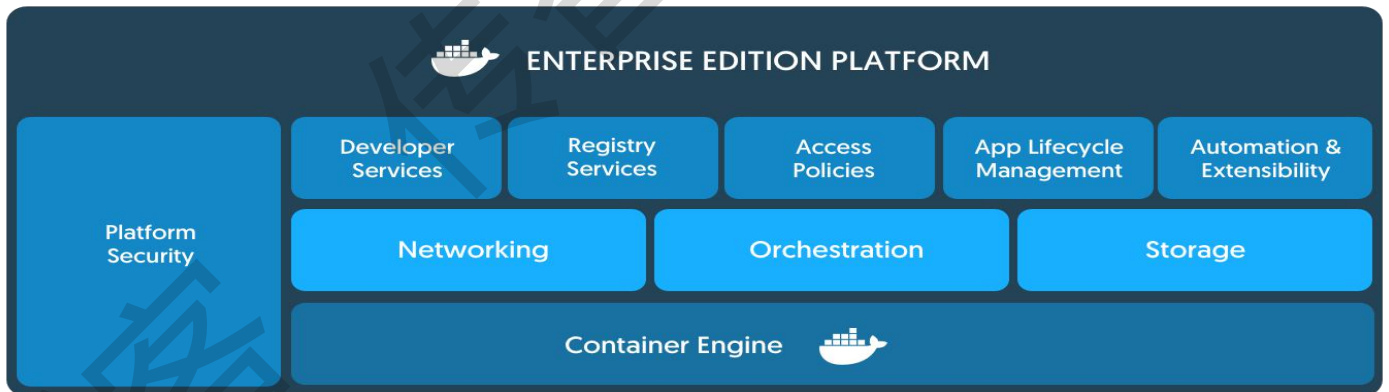 ENTERPRISE EDITION PLATFORM
Platform
Security
Developer
Services
Registry
Services
Access
Policies
App Lifecycle
Management
Automation &
Extensibility
Networking
Orchestration
Storage
Container Engine